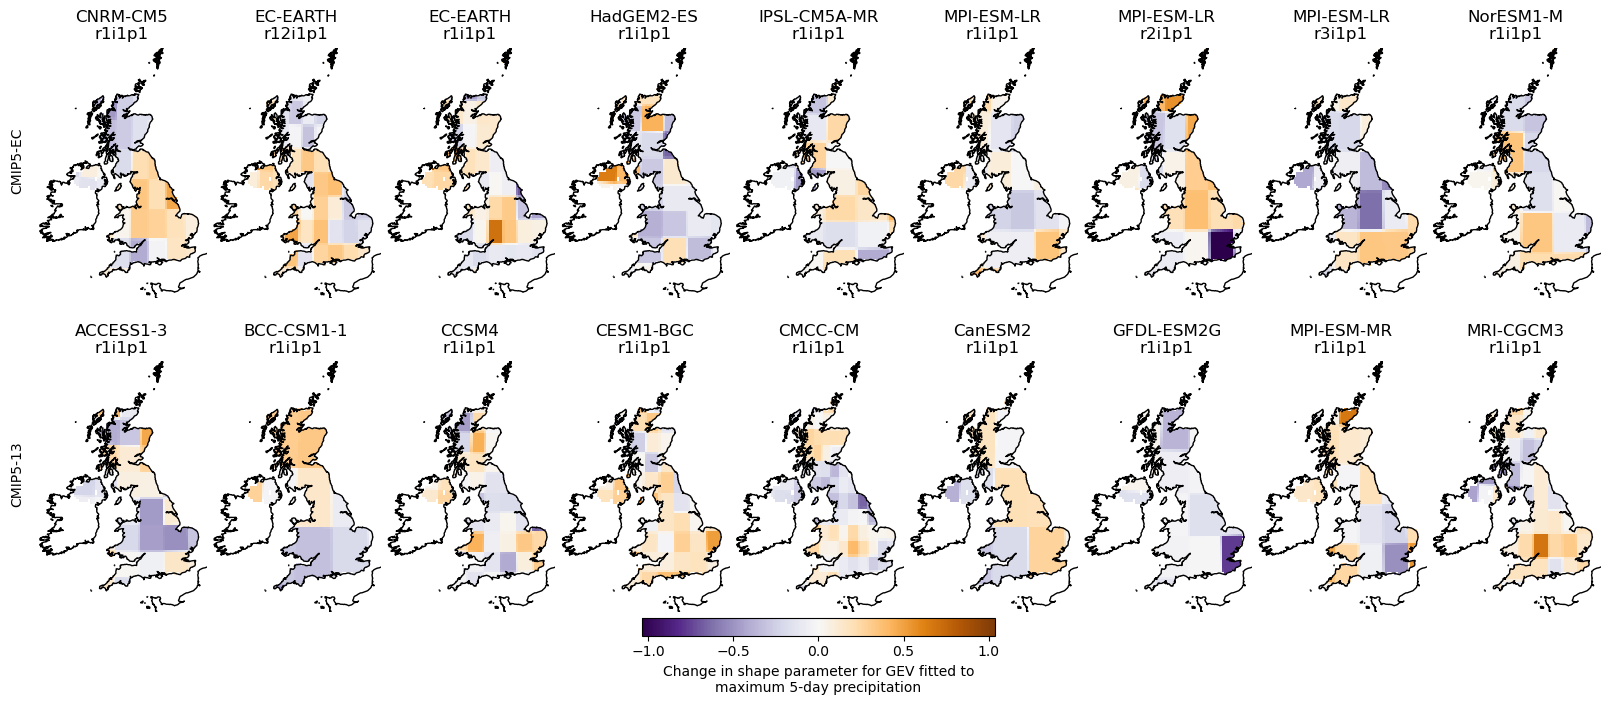 CNRM-CM5 EC-EARTH EC-EARTH HadGEM2-ES IPSL-CM5A-MR MPI-ESM-LR MPI-ESM-LR MPI-ESM-LR NorESM1-M
r1i1p1 r12i1p1 r1i1p1 r1i1p1 r1i1p1 r1i1p1 r2i1p1 r3i1p1 r1i1p1
CMIP5-EC
ACCESS1-3 BCC-CSM1-1 CCSM4 CESM1-BGC CMCC-CM CanESM2 GFDL-ESM2G MPI-ESM-MR MRI-CGCM3
r1i1p1 r1i1p1 r1i1p1 r1i1p1 r1i1p1 r1i1p1 r1i1p1 r1i1p1 r1i1p1
CMIP5-13
−1.0 −0.5 0.0 0.5 1.0
Change in shape parameter for GEV fitted to
maximum 5-day precipitation